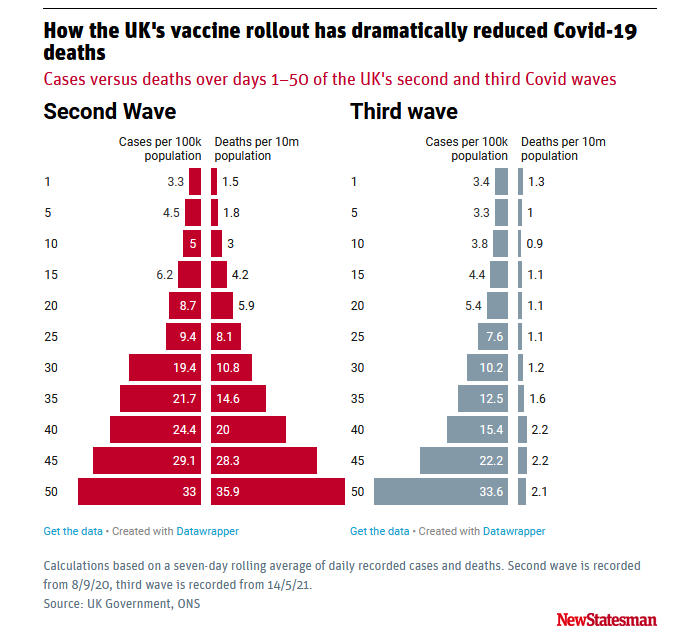 How the UK's vaccine rollout has dramatically reduced Covid-19
deaths
Cases versus deaths over days 1–50 of the UK's second and third Covid waves
Second Wave
Cases per 100k
population
Deaths per 10m
population
1 3.3 1.5
5 4.5 1.8
10 5 3
15 6.2 4.2
20 8.7 5.9
25 9.4 8.1
30 19.4 10.8
35 21.7 14.6
40 24.4 20
45 29.1 28.3
50 33 35.9
Get the data • Created with Datawrapper
Third wave
Cases per 100k
population
Deaths per 10m
population
1 3.4 1.3
5 3.3 1
10 3.8 0.9
15 4.4 1.1
20 5.4 1.1
25 7.6 1.1
30 10.2 1.2
35 12.5 1.6
40 15.4 2.2
45 22.2 2.2
50 33.6 2.1
Get the data • Created with Datawrapper
Calculations based on a seven-day rolling average of daily recorded cases and deaths. Second wave is recorded
from 8/9/20, third wave is recorded from 14/5/21.
Source: UK Government, ONS
NewStatesman